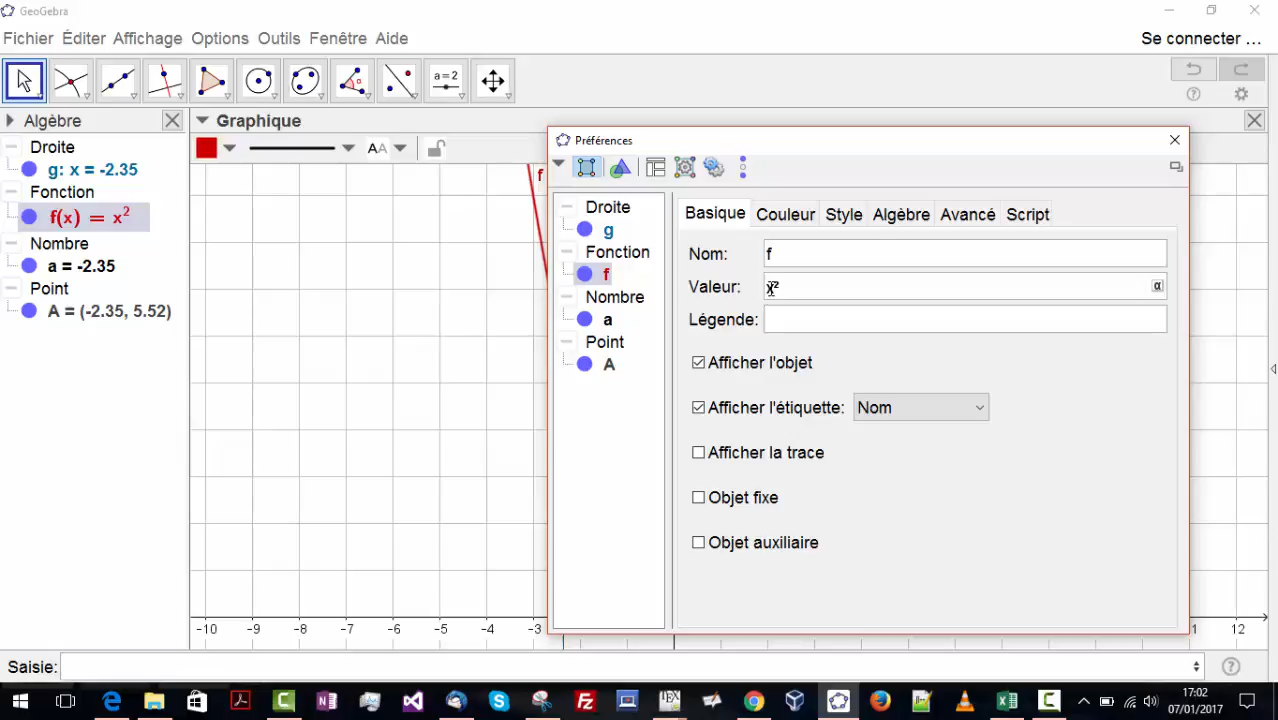 GeoGebra
Fichier Éditer Affichage Options Outils Fenêtre Aide
Se connecter ...
a=2
Algèbre
Graphique
Droite
g: x = -2.35
Fonction
f(x) = x²
Nombre
a = -2.35
Point
A = (-2.35, 5.52)
AA
f
Préférences
Droite
g
Fonction
f
Nombre
a
Point
A
Basique Couleur Style Algèbre Avancé Script
Nom: f
Valeur: x² α
Légende:
Afficher l'objet
Afficher l'étiquette: Nom
Afficher la trace
Objet fixe
Objet auxiliaire
-10 -9 -8 -7 -6 -5 -4 -3 12
Saisie:
17:02
07/01/2017